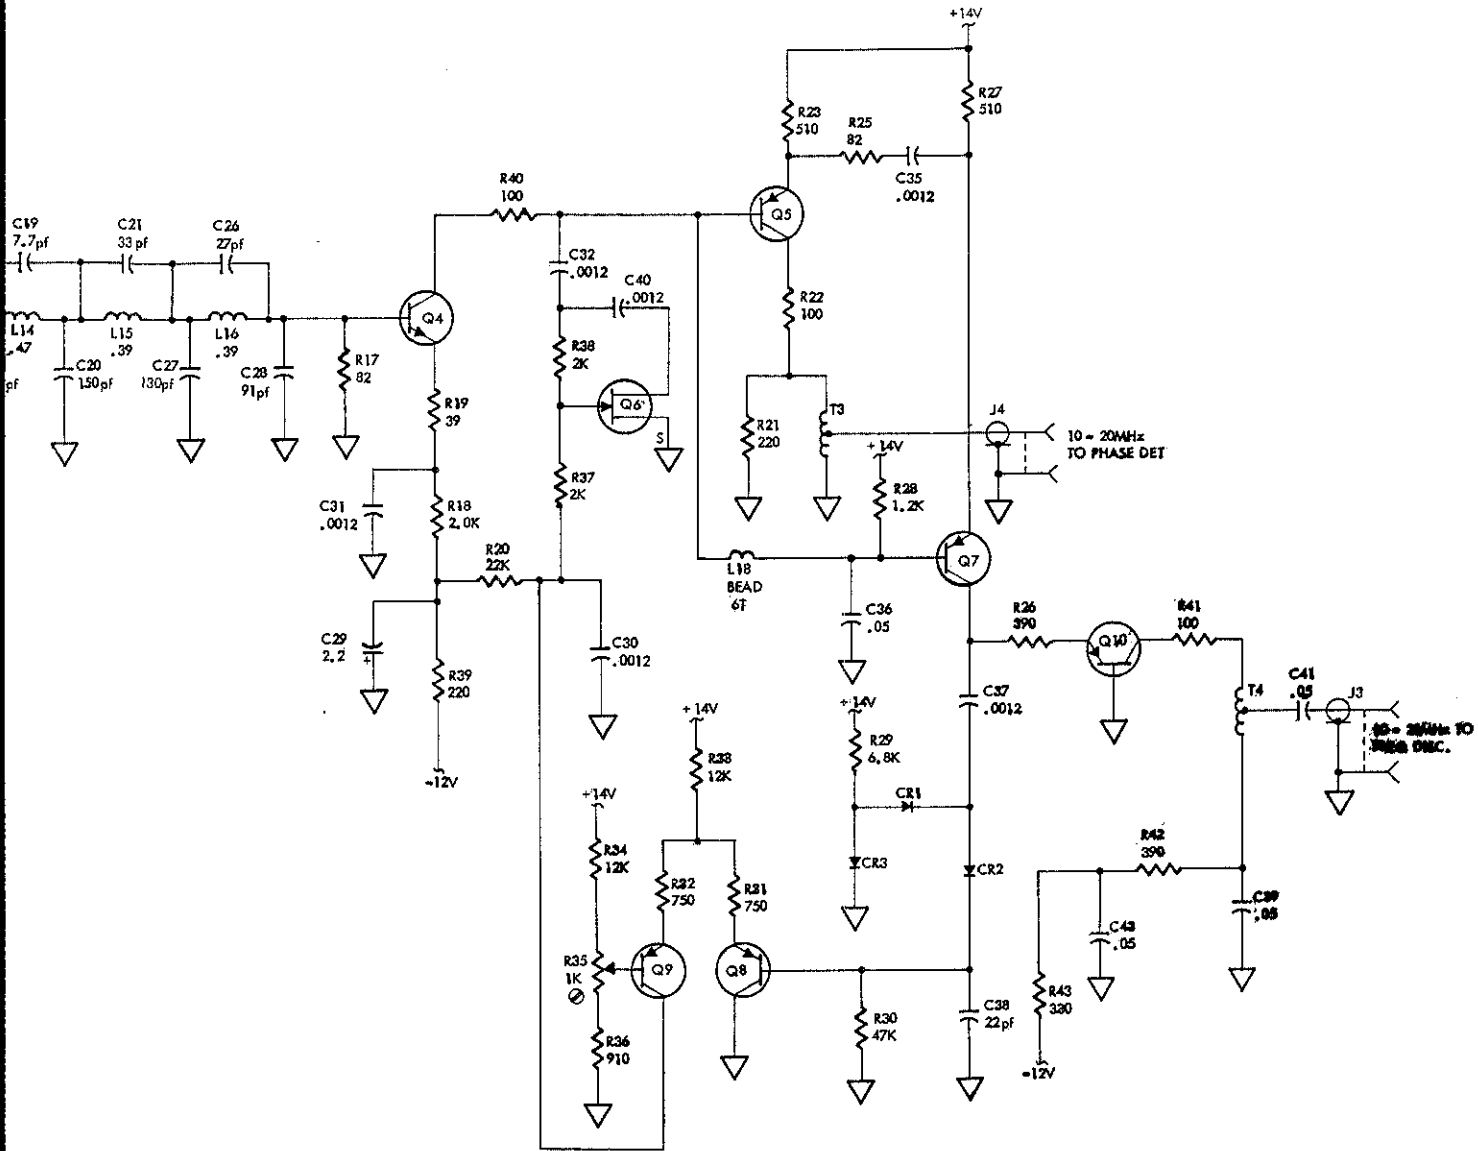 +14V
R23
510
R27
510
R25
82
C35
.0012
R40
100
Q5
C19
7.7pf
C21
33pf
C26
27pf
C32
.0012
C40
.0012
R22
100
Q4
L14
.47
L15
.39
L16
.39
R17
82
R38
2K
C20
150pf
C27
130pf
C28
91pf
pf
Q6
S
R19
39
R21
220
T3
J4
10-20MHz
TO PHASE DET
+14V
R28
1.2K
R37
2K
C31
.0012
R18
2.0K
R20
22K
L18
BEAD
6T
Q7
C36
.05
R26
390
Q10
R41
100
C29
2.2
+
R39
220
C30
.0012
C37
.0012
T4
C41
.05
J3
10-20MHz TO
DISC.
-12V
+14V
R33
12K
+14V
R29
6.8K
CR1
+14V
R34
12K
R32
750
R31
750
CR3
CR2
R42
390
C39
.05
C43
.05
R35
1K
Q9
Q8
R43
330
R36
910
R30
47K
C38
22pf
-12V